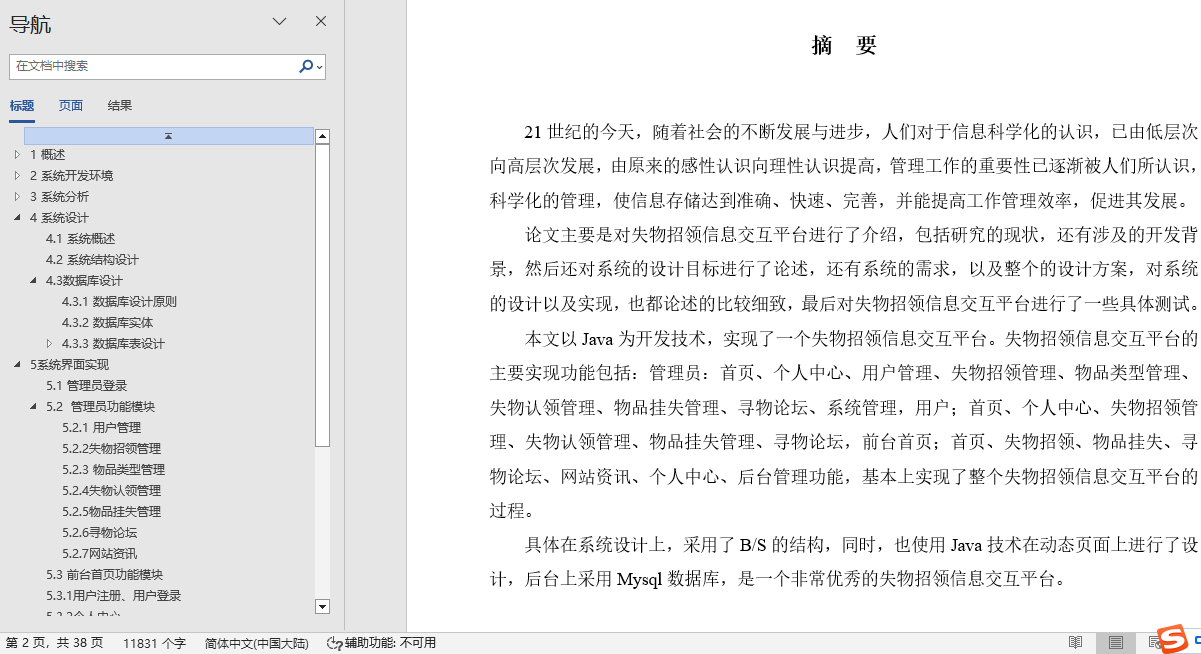 导航
在文档中搜索
标题 页面 结果
1 概述
2 系统开发环境
3 系统分析
4 系统设计
4.1 系统概述
4.2 系统结构设计
4.3数据库设计
4.3.1 数据库设计原则
4.3.2 数据库实体
4.3.3 数据库表设计
5系统界面实现
5.1 管理员登录
5.2 管理员功能模块
5.2.1 用户管理
5.2.2失物招领管理
5.2.3 物品类型管理
5.2.4失物认领管理
5.2.5物品挂失管理
5.2.6寻物论坛
5.2.7网站资讯
5.3 前台首页功能模块
5.3.1用户注册、用户登录
5.3.2个人中心
摘 要
21 世纪的今天，随着社会的不断发展与进步，人们对于信息科学化的认识，已由低层次
向高层次发展，由原来的感性认识向理性认识提高，管理工作的重要性已逐渐被人们所认识，
科学化的管理，使信息存储达到准确、快速、完善，并能提高工作管理效率，促进其发展。
论文主要是对失物招领信息交互平台进行了介绍，包括研究的现状，还有涉及的开发背
景，然后还对系统的设计目标进行了论述，还有系统的需求，以及整个的设计方案，对系统
的设计以及实现，也都论述的比较细致，最后对失物招领信息交互平台进行了一些具体测试。
本文以 Java 为开发技术，实现了一个失物招领信息交互平台。失物招领信息交互平台的
主要实现功能包括：管理员：首页、个人中心、用户管理、失物招领管理、物品类型管理、
失物认领管理、物品挂失管理、寻物论坛、系统管理，用户；首页、个人中心、失物招领管
理、失物认领管理、物品挂失管理、寻物论坛，前台首页；首页、失物招领、物品挂失、寻
物论坛、网站资讯、个人中心、后台管理功能，基本上实现了整个失物招领信息交互平台的
过程。
具体在系统设计上，采用了 B/S 的结构，同时，也使用 Java 技术在动态页面上进行了设
计，后台上采用 Mysql 数据库，是一个非常优秀的失物招领信息交互平台。
第 2 页，共 38 页 11831 个字 简体中文(中国大陆) 辅助功能: 不可用